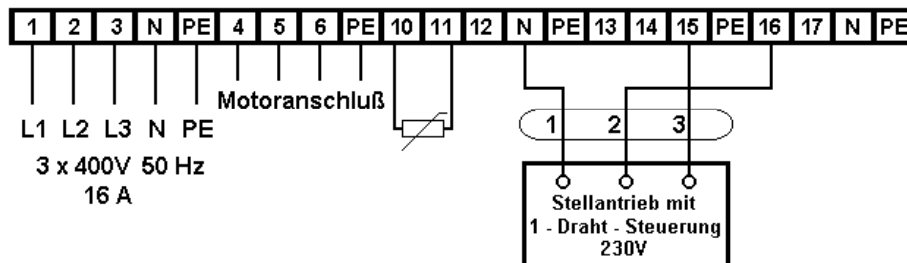 1 2 3 N PE 4 5 6 PE 10 11 12 N PE 13 14 15 PE 16 17 N PE
Motoranschluß
L1 L2 L3 N PE
1 2 3
3 x 400V 50 Hz
16 A
Stellantrieb mit
1 - Draht - Steuerung
230V